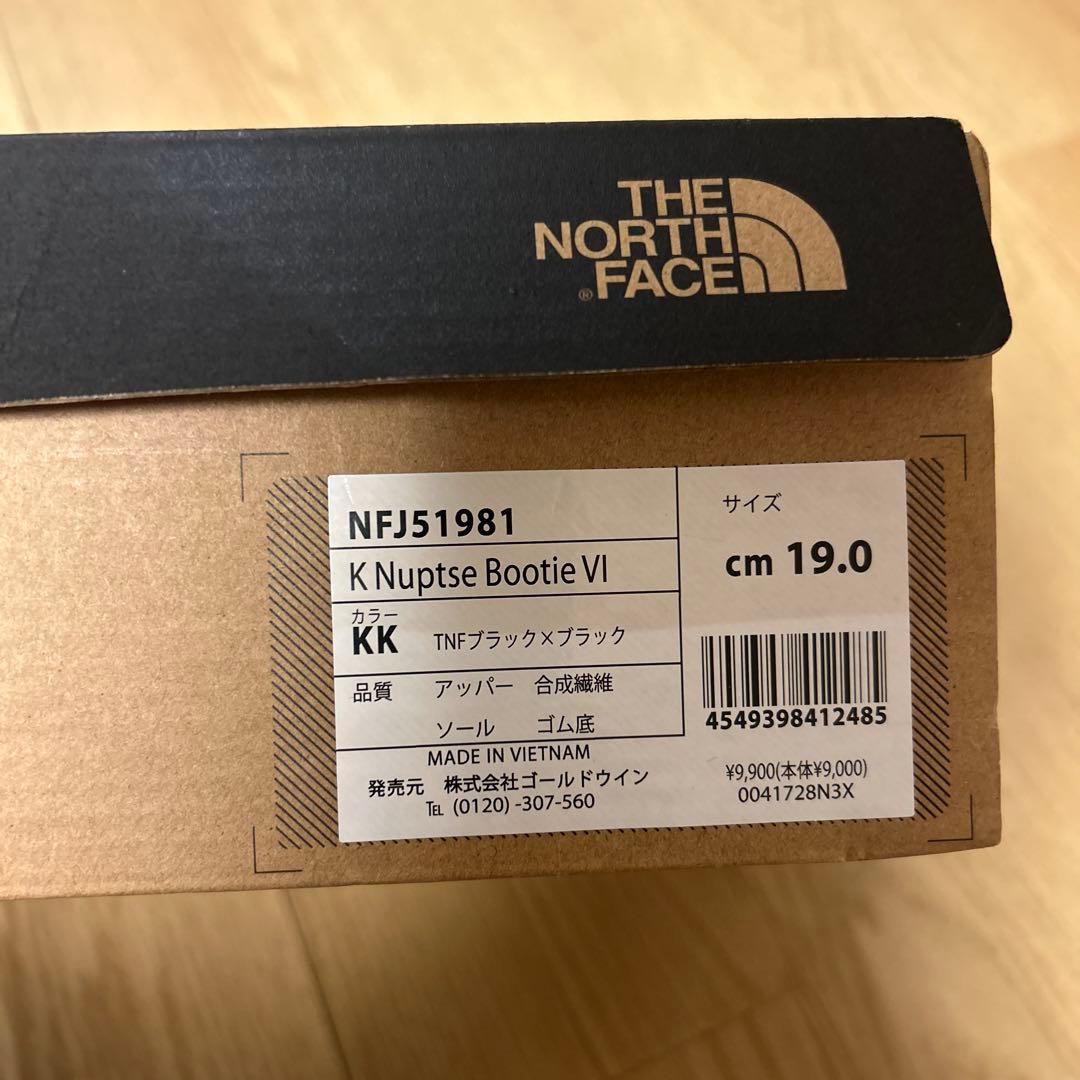 THE
NORTH
FACE
®
NFJ51981
K Nuptse Bootie VI
カラー
KK TNFブラック×ブラック
品質 アッパー 合成繊維
ソール ゴム底
MADE IN VIETNAM
発売元 株式会社ゴールドウイン
℡ (0120) -307-560
サイズ
cm 19.0
4549398412485
¥9,900(本体¥9,000)
0041728N3X